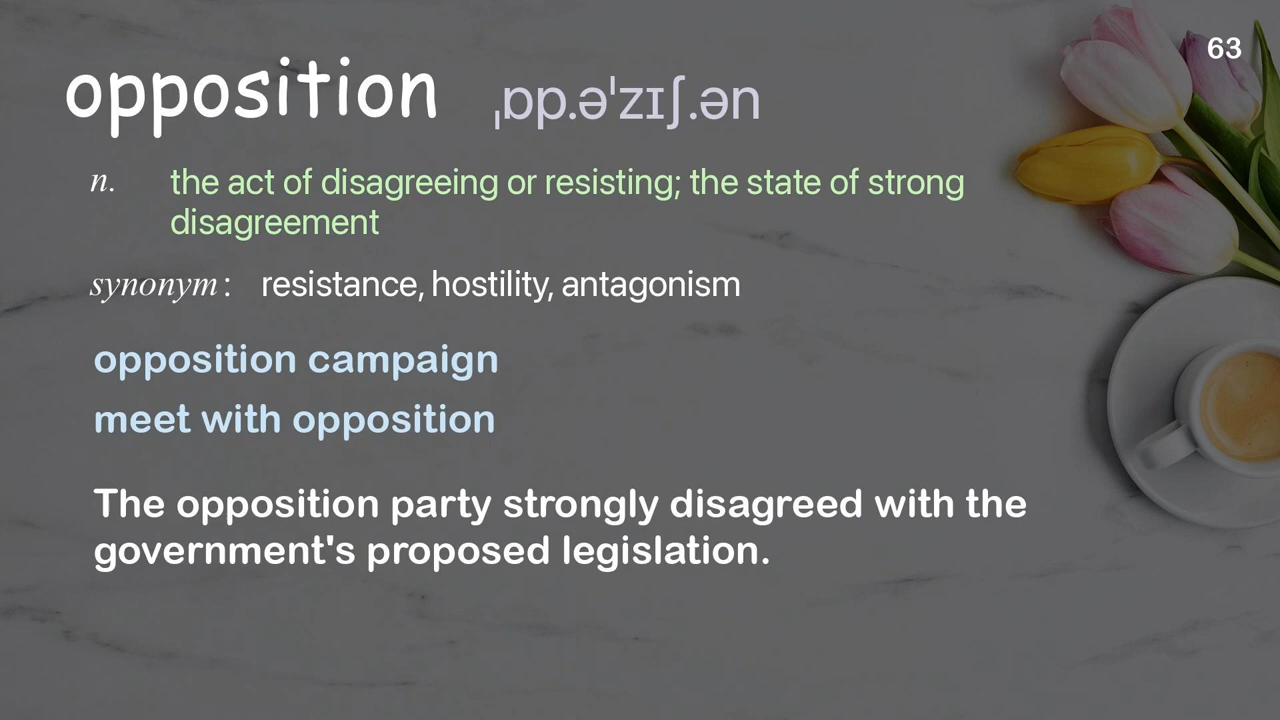 63
opposition ˌɒp.əˈzɪʃ.ən
n. the act of disagreeing or resisting; the state of strong
disagreement
synonym: resistance, hostility, antagonism
opposition campaign
meet with opposition
The opposition party strongly disagreed with the
government's proposed legislation.